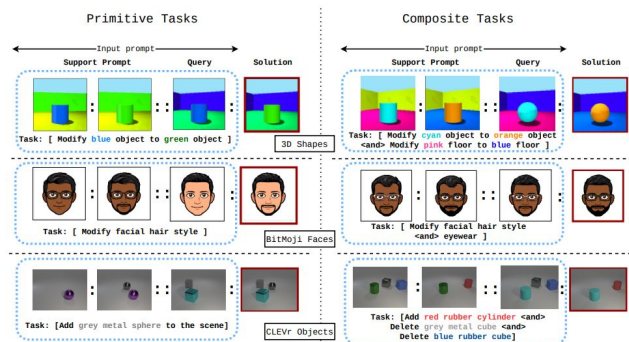 Primitive Tasks
Composite Tasks
Input prompt
Input prompt
Support Prompt Query Solution
Support Prompt Query Solution
: :: :
: :: :
Task: [ Modify blue object to green object ]
Task: [ Modify cyan object to orange object
<and> Modify pink floor to blue floor ]
3D Shapes
: :: :
: :: :
Task: [ Modify facial hair style ]
Task: [ Modify facial hair style
<and> eyewear ]
BitMoji Faces
: :: :
: :: :
Task: [Add grey metal sphere to the scene]
Task: [Add red rubber cylinder <and>
Delete grey metal cube <and>
Delete blue rubber cube]
CLEVr Objects